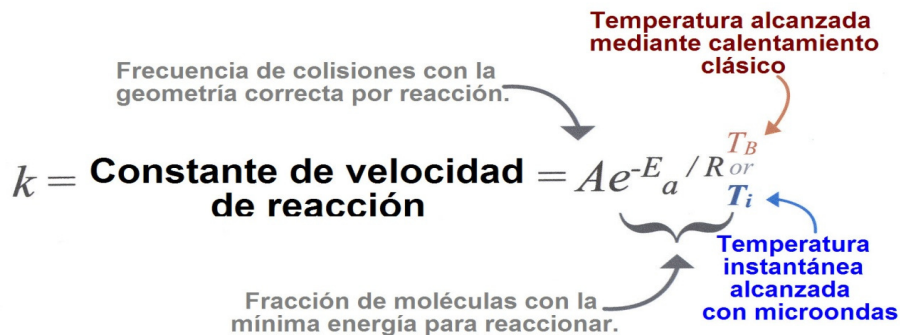 Temperatura alcanzada
mediante calentamiento
clásico
Frecuencia de colisiones con la
geometría correcta por reacción.
k = Constante de velocidad de reacción = Ae^{-E_a / R T_B or T_i}
Temperatura
instantánea
alcanzada
con microondas
Fracción de moléculas con la
mínima energía para reaccionar.